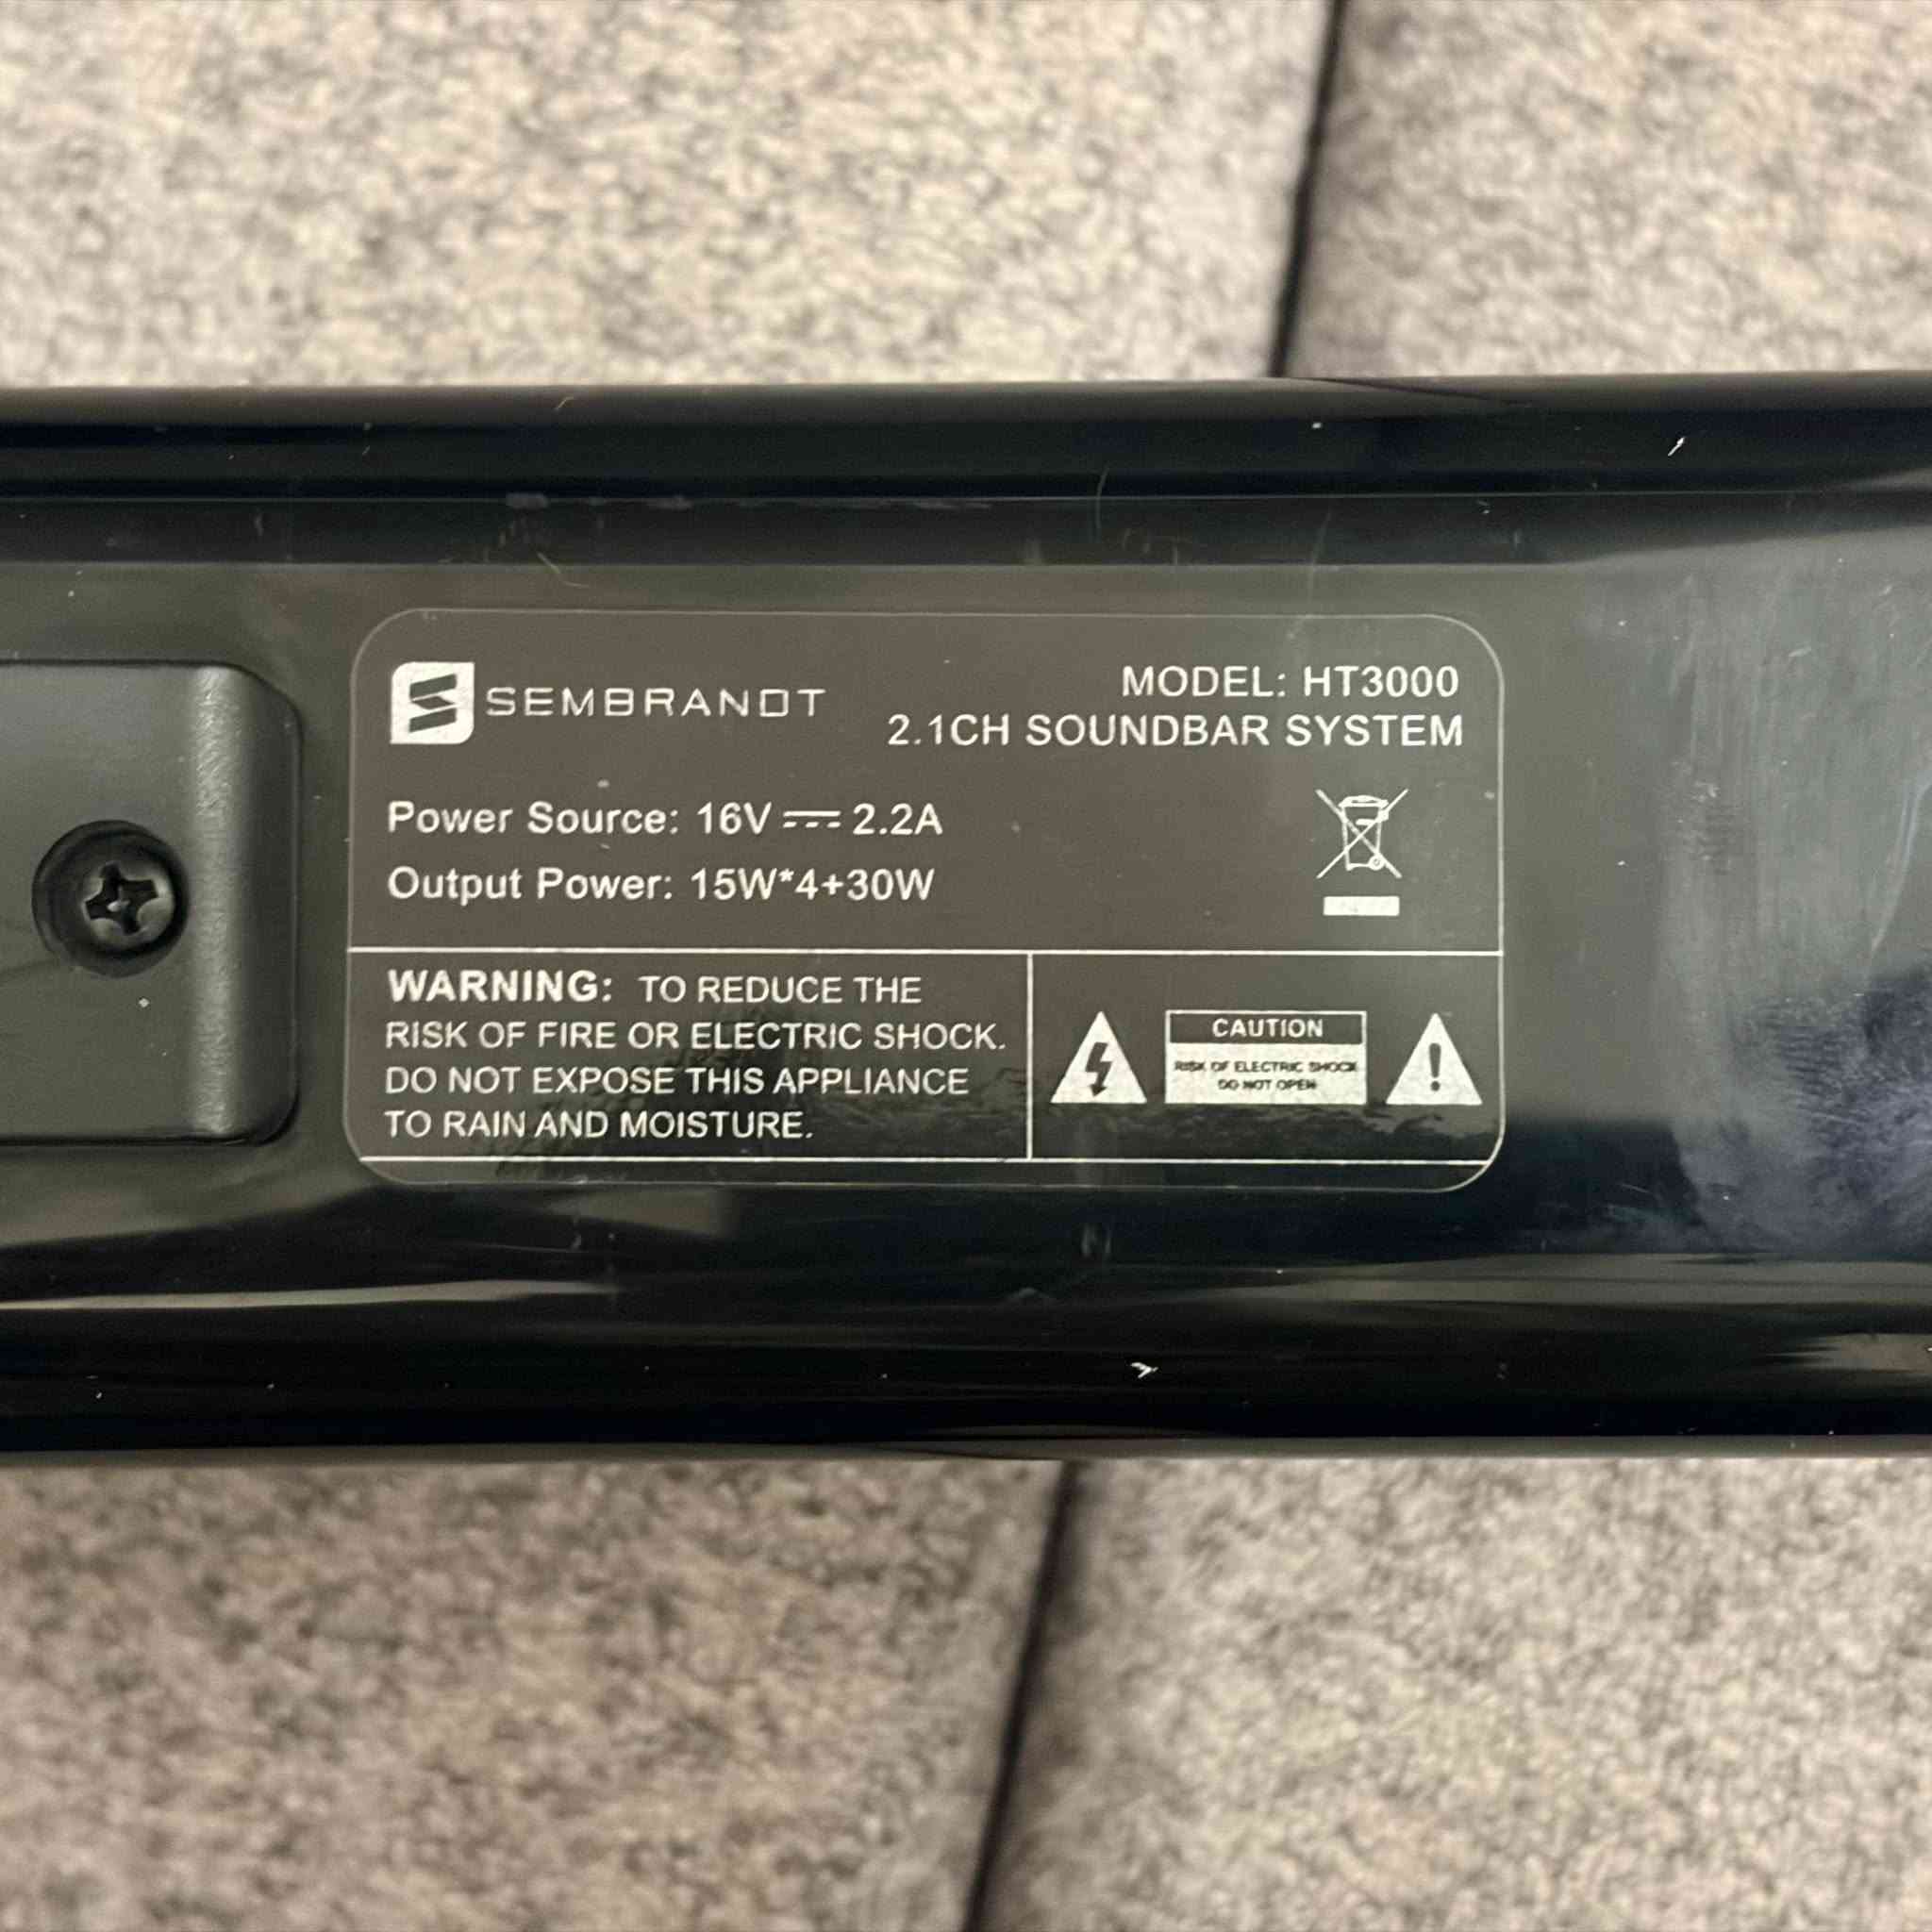 SEMBRANDT
MODEL: HT3000
2.1CH SOUNDBAR SYSTEM
Power Source: 16V ⎓ 2.2A
Output Power: 15W*4+30W
WARNING: TO REDUCE THE
RISK OF FIRE OR ELECTRIC SHOCK.
DO NOT EXPOSE THIS APPLIANCE
TO RAIN AND MOISTURE.
CAUTION
RISK OF ELECTRIC SHOCK
DO NOT OPEN